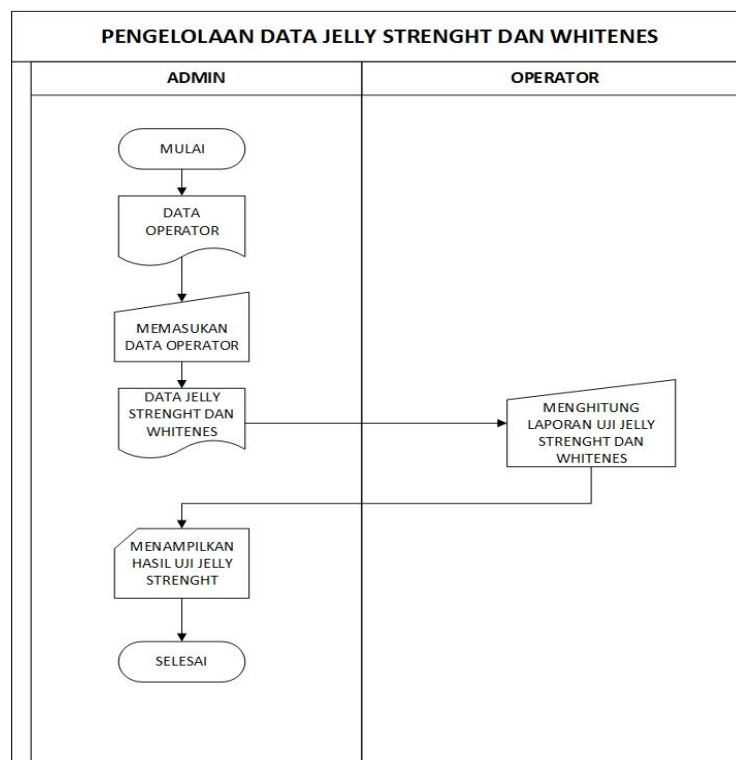 PENGELOLAAN DATA JELLY STRENGHT DAN WHITENES
ADMIN
OPERATOR
MULAI
DATA
OPERATOR
MEMASUKAN
DATA OPERATOR
DATA JELLY
STRENGHT DAN
WHITENES
MENGHITUNG
LAPORAN UJI JELLY
STRENGHT DAN
WHITENES
MENAMPILKAN
HASIL UJI JELLY
STRENGHT
SELESAI